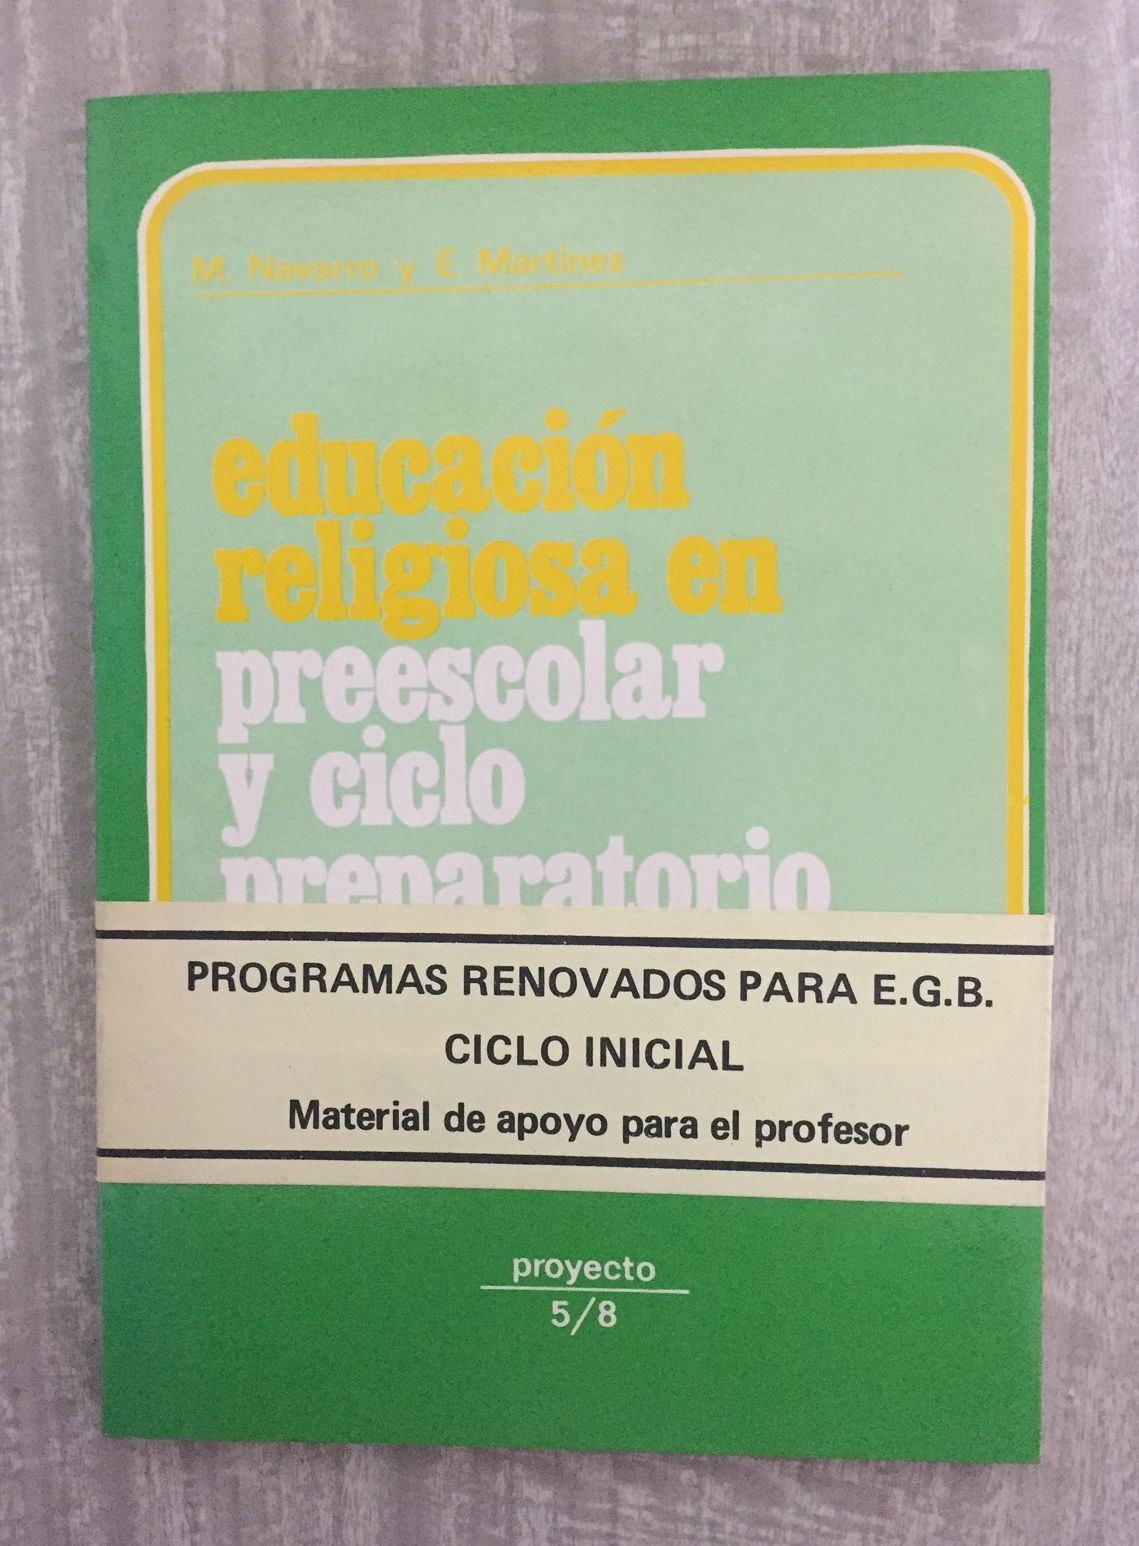 M. Navarro y E. Martínez
educación
religiosa en
preescolar
y ciclo
preparatorio
PROGRAMAS RENOVADOS PARA E.G.B.
CICLO INICIAL
Material de apoyo para el profesor
proyecto
5/8